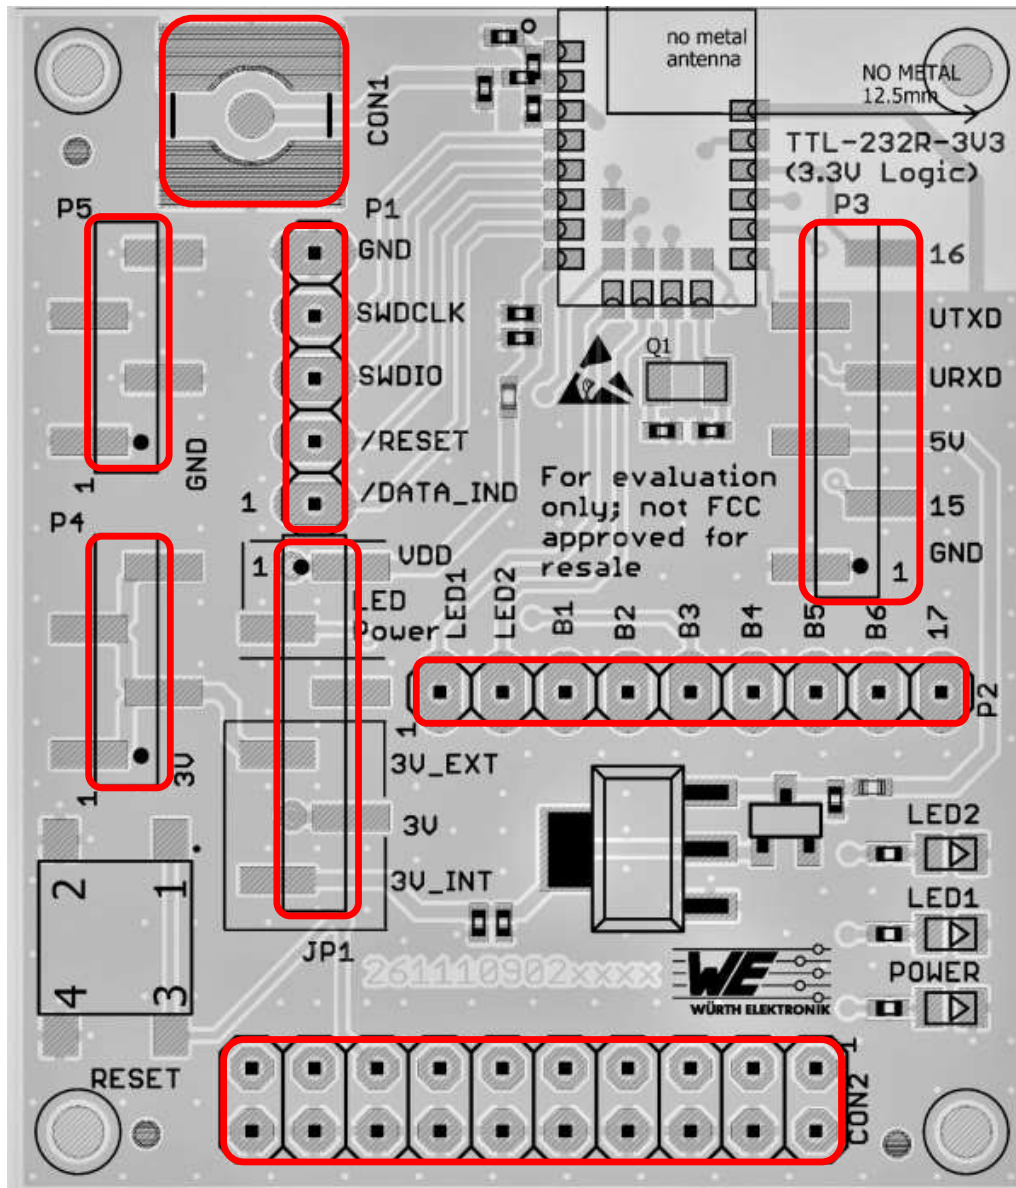 no metal
antenna
NO METAL
12.5mm
CON1
TTL-232R-3V3
(3.3V Logic)
P5
P1
P3
GND
16
SWDCLK
UTXD
Q1
SWDIO
URXD
/RESET
5V
1
GND
1
/DATA_IND
For evaluation
only; not FCC
approved for
resale
15
P4
GND
1
VDD
1
LED
Power
LED1
LED2
B1
B2
B3
B4
B5
B6
17
1
P2
1
3V
3V_EXT
3V
3V_INT
LED2
2
1
4
3
LED1
JP1
261110902xxxx
WE
WÜRTH ELEKTRONIK
POWER
RESET
1
CON2